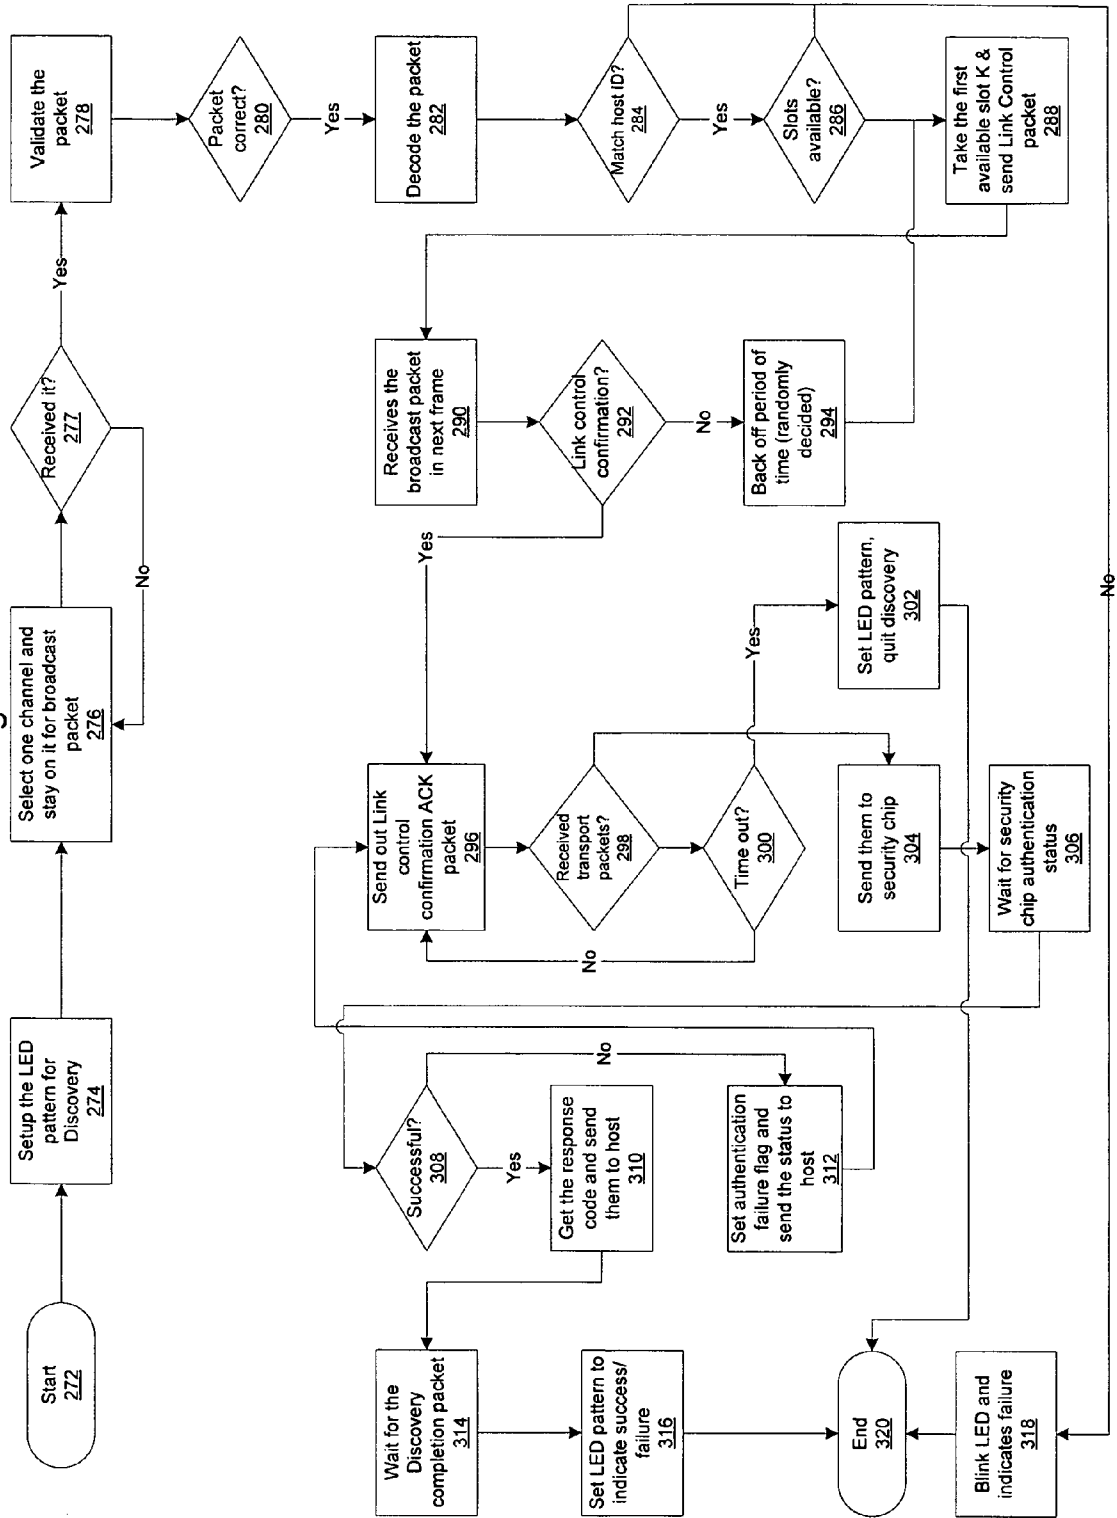 Start
272
Setup the LED
pattern for
Discovery
274
Select one channel and
stay on it for broadcast
packet
276
No
Received it?
277
Yes
Validate the
packet
278
Packet
correct?
280
Yes
Decode the packet
282
Match host ID?
284
Yes
Slots
available?
286
Take the first
available slot K &
send Link Control
packet
288
No
Receives the
broadcast packet
in next frame
290
Link control
confirmation?
292
No
Back off period of
time (randomly
decided)
294
Yes
Send out Link
control
confirmation ACK
packet
296
Received
transport
packets?
298
Time out?
300
No
Yes
Set LED pattern,
quit discovery
302
Send them to
security chip
304
Wait for security
chip authentication
status
306
Successful?
308
Yes
No
Get the response
code and send
them to host
310
Set authentication
failure flag and
send the status to
host
312
Wait for the
Discovery
completion packet
314
Set LED pattern to
indicate success/
failure
316
End
320
Blink LED and
indicates failure
318